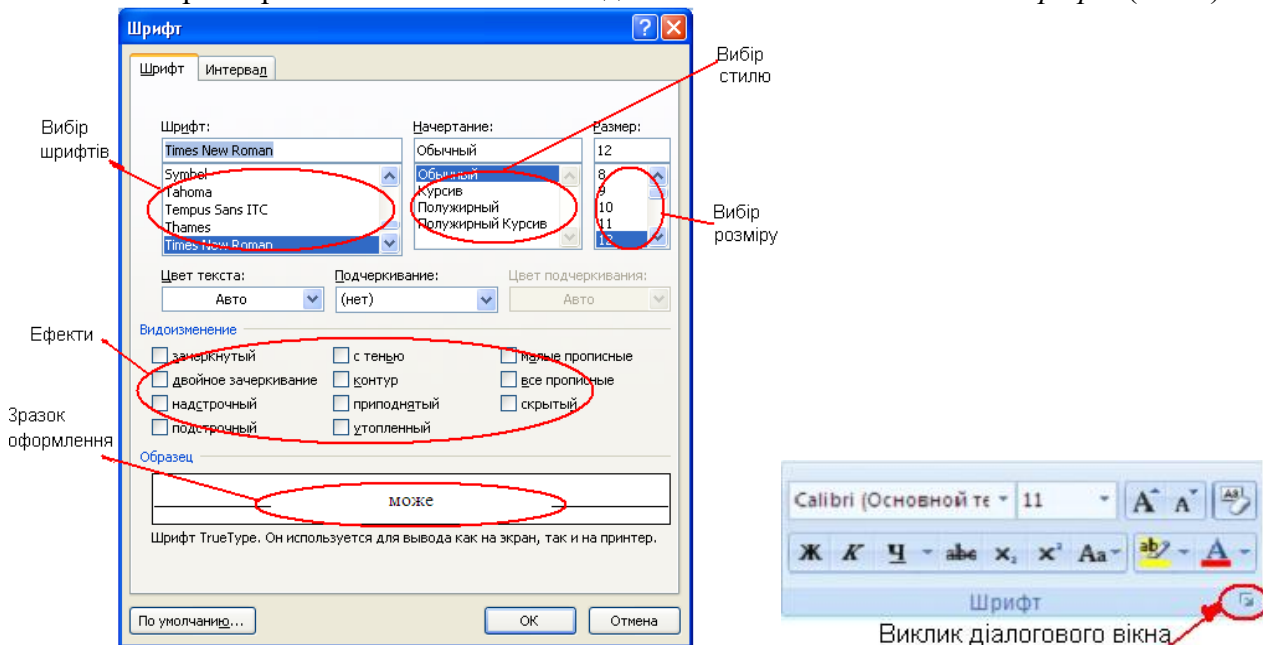 Шрифт
Шрифт Интервал
Вибір
стилю
Вибір
шрифтів
Шрифт: Начертание: Размер:
Times New Roman Обычный 12
Symbol Обычный 8
Tahoma Курсив 9
Tempus Sans ITC Полужирный 10
Thames Полужирный Курсив 11
Times New Roman 12
Вибір
розміру
Цвет текста: Подчеркивание: Цвет подчеркивания:
Авто (нет) Авто
Ефекти
Видоизменение
зачеркнутый с тенью малые прописные
двойное зачеркивание контур все прописные
надстрочный приподнятый скрытый
подстрочный утопленный
Зразок
оформлення
Образец
може
Шрифт TrueType. Он используется для вывода как на экран, так и на принтер.
По умолчанию... ОК Отмена
Calibri (Основной те 11 A A Aa
Ж К Ч abc x₂ x² Aa ab A
Шрифт
Виклик діалогового вікна